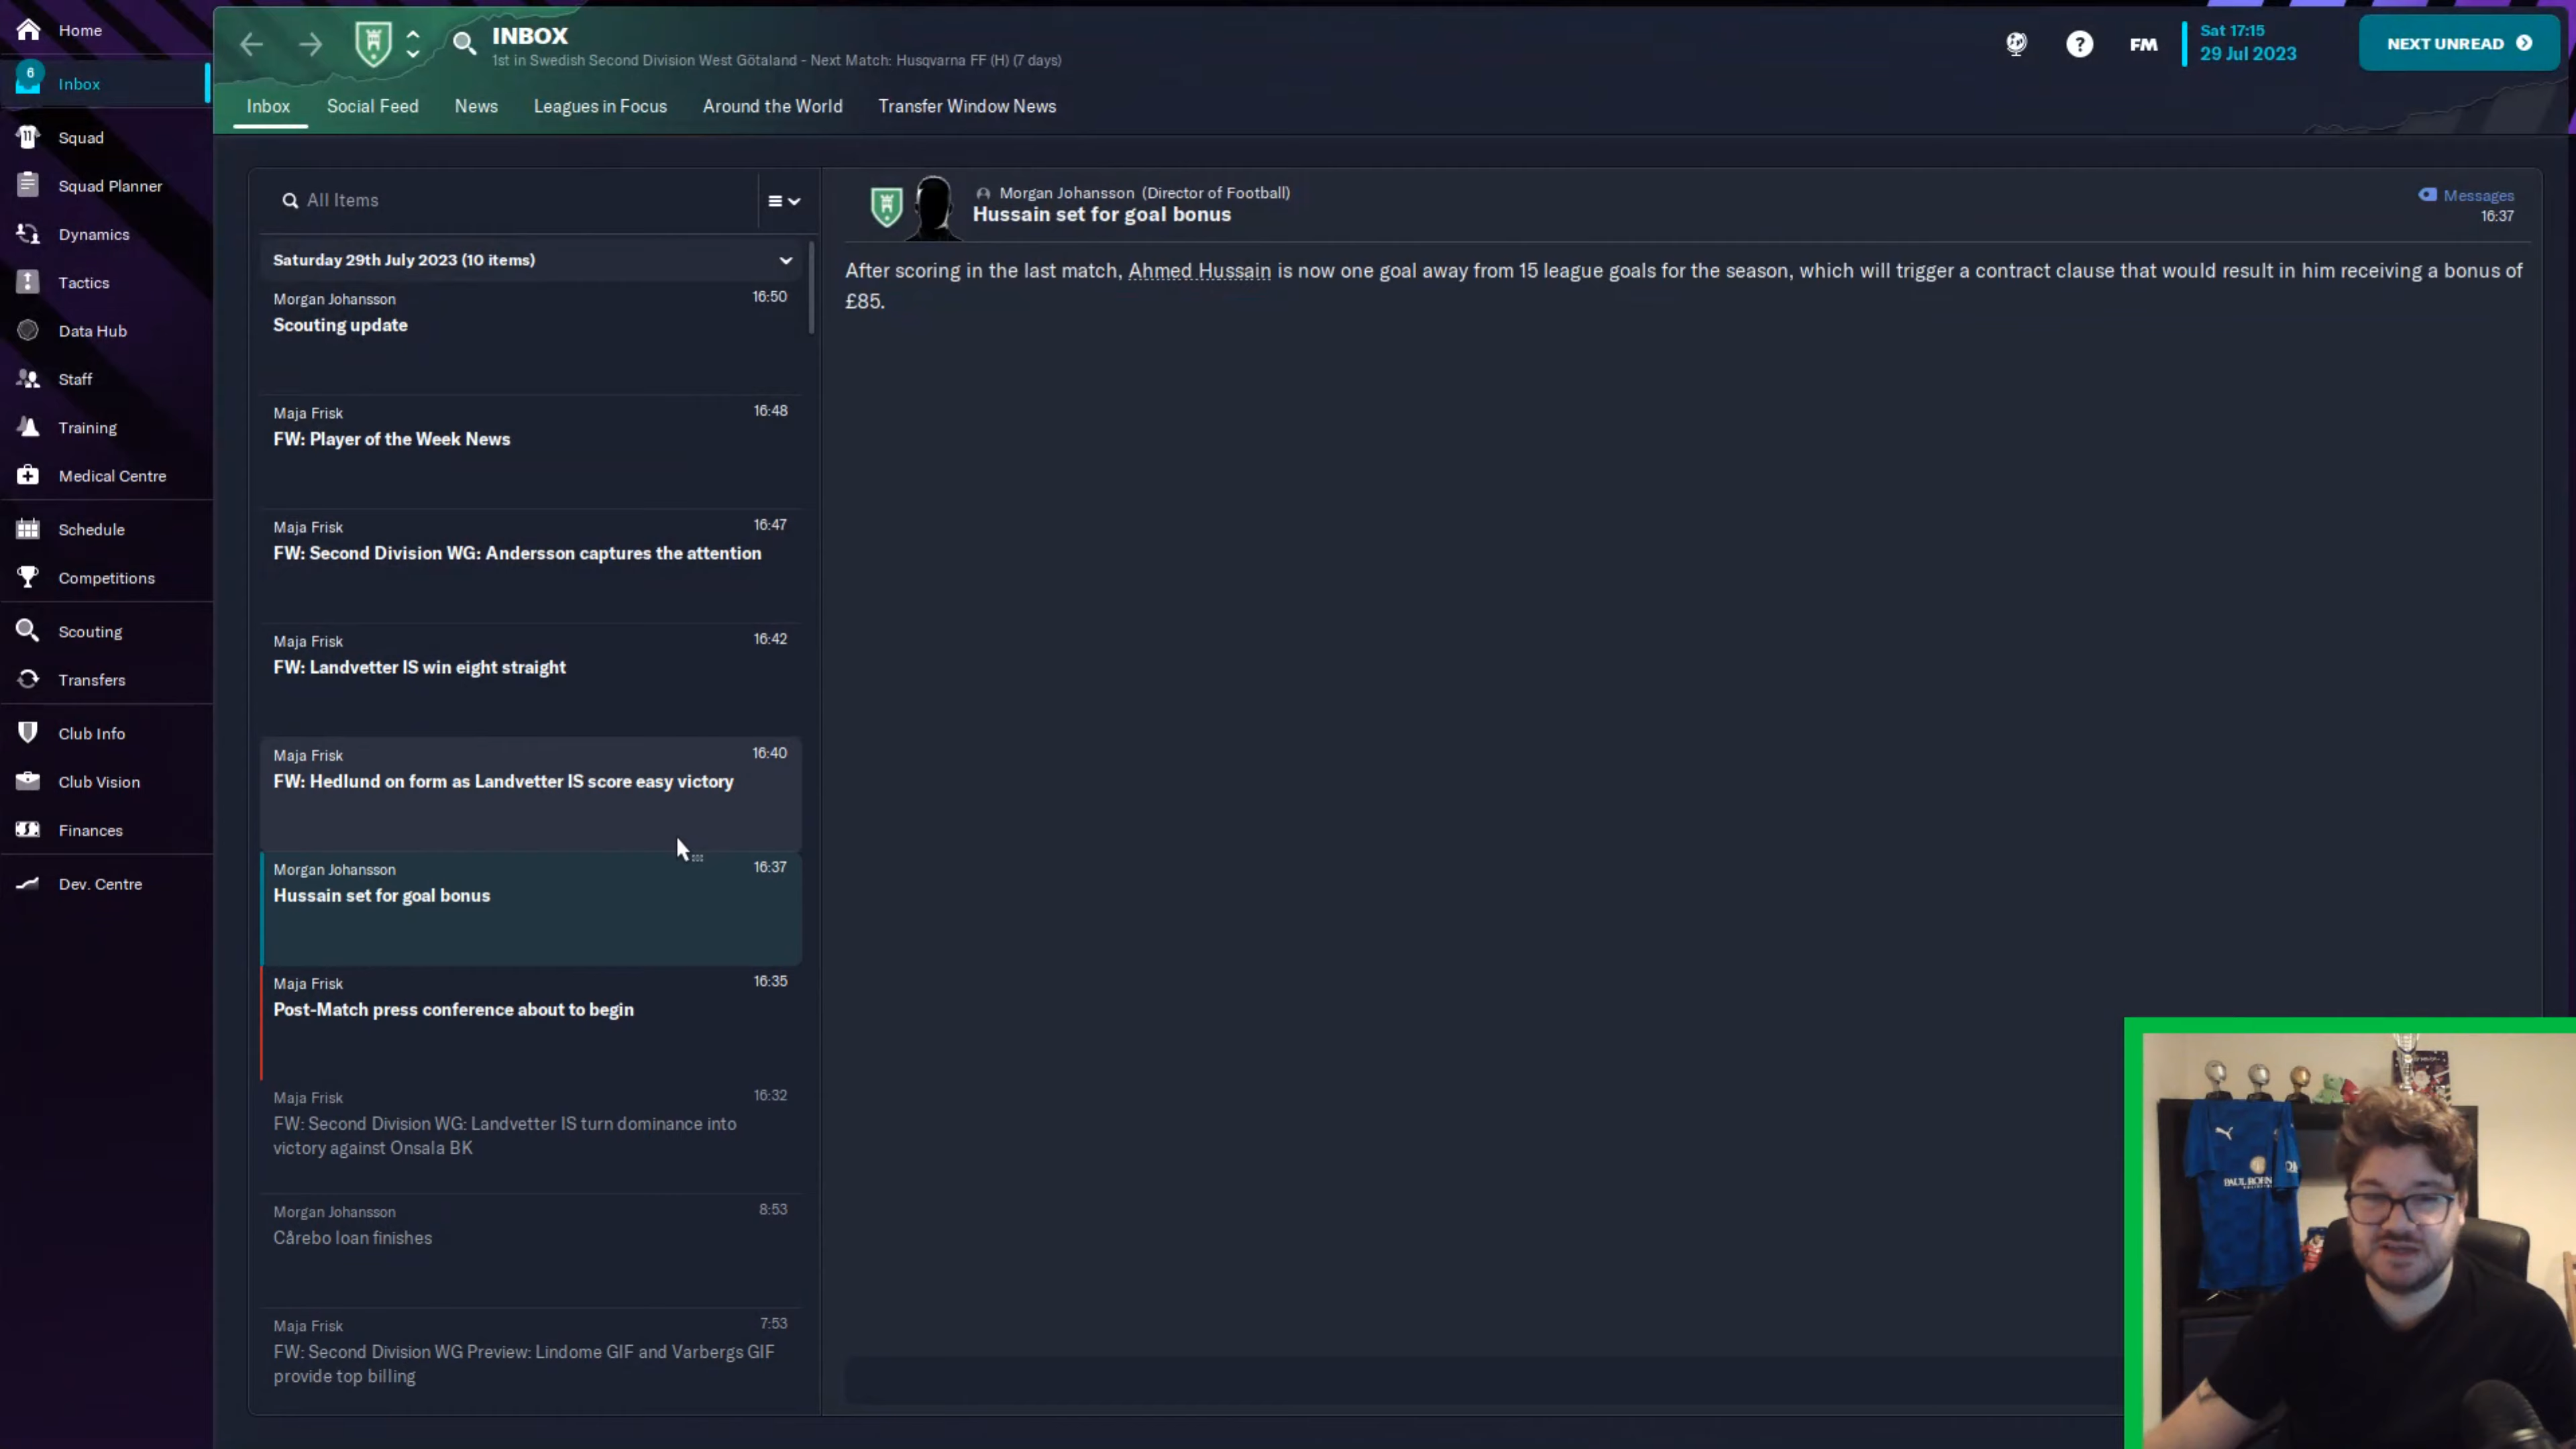 Home
6
Inbox
Squad
Squad Planner
Dynamics
Tactics
Data Hub
Staff
Training
Medical Centre
Schedule
Competitions
Scouting
Transfers
Club Info
Club Vision
Finances
Dev. Centre
INBOX
1st in Swedish Second Division West Götaland - Next Match: Husqvarna FF (H) (7 days)
?
FM
Sat 17:15
29 Jul 2023
NEXT UNREAD
Inbox
Social Feed
News
Leagues in Focus
Around the World
Transfer Window News
All Items
Saturday 29th July 2023 (10 items)
Morgan Johansson 16:50
Scouting update
Maja Frisk 16:48
FW: Player of the Week News
Maja Frisk 16:47
FW: Second Division WG: Andersson captures the attention
Maja Frisk 16:42
FW: Landvetter IS win eight straight
Maja Frisk 16:40
FW: Hedlund on form as Landvetter IS score easy victory
Morgan Johansson 16:37
Hussain set for goal bonus
Maja Frisk 16:35
Post-Match press conference about to begin
Maja Frisk 16:32
FW: Second Division WG: Landvetter IS turn dominance into
victory against Onsala BK
Morgan Johansson 8:53
Cårebo loan finishes
Maja Frisk 7:53
FW: Second Division WG Preview: Lindome GIF and Varbergs GIF
provide top billing
Morgan Johansson (Director of Football)
Hussain set for goal bonus
Messages
16:37
After scoring in the last match, Ahmed Hussain is now one goal away from 15 league goals for the season, which will trigger a contract clause that would result in him receiving a bonus of
£85.